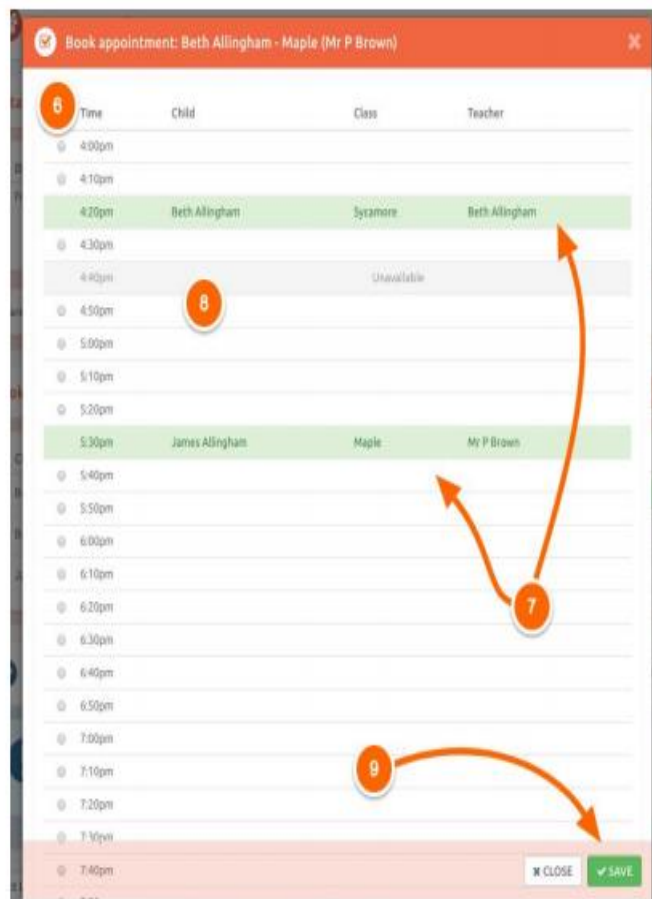 Book appointment: Beth Allingham - Maple (Mr P Brown)
6
Time Child Class Teacher
4:00pm
4:10pm
4:20pm Beth Allingham Sycamore Beth Allingham
4:30pm
4:40pm Unavailable
8
4:50pm
5:00pm
5:10pm
5:20pm
5:30pm James Allingham Maple Mr P Brown
5:40pm
5:50pm
6:00pm
6:10pm
7
6:20pm
6:30pm
6:40pm
6:50pm
7:00pm
9
7:10pm
7:20pm
7:30pm
7:40pm
CLOSE SAVE